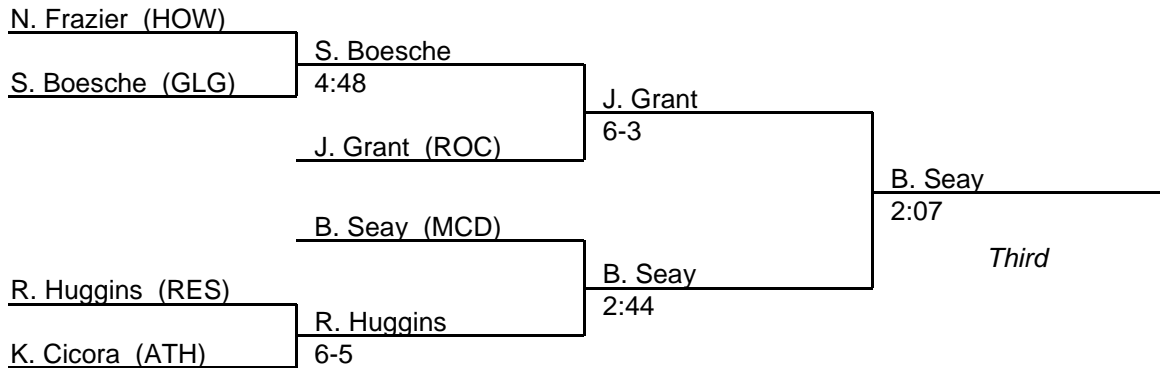 N. Frazier (HOW)
S. Boesche
S. Boesche (GLG)
4:48
J. Grant
6-3
J. Grant (ROC)
B. Seay
2:07
B. Seay (MCD)
Third
B. Seay
R. Huggins (RES)
2:44
R. Huggins
K. Cicora (ATH)
6-5